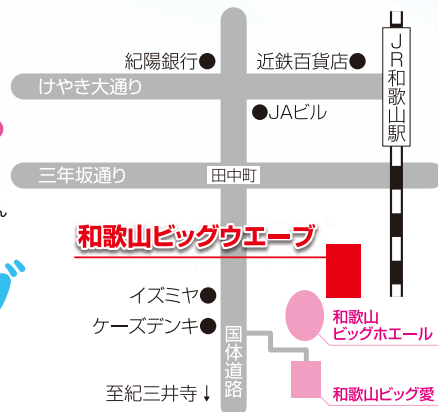 紀陽銀行●
近鉄百貨店●
JR和歌山駅
けやき大通り
●JAビル
三年坂通り
田中町
ん
和歌山ビッグウエーブ
イズミヤ●
ケーズデンキ●
和歌山
ビッグホエール
国体道路
至紀三井寺↓
和歌山ビッグ愛